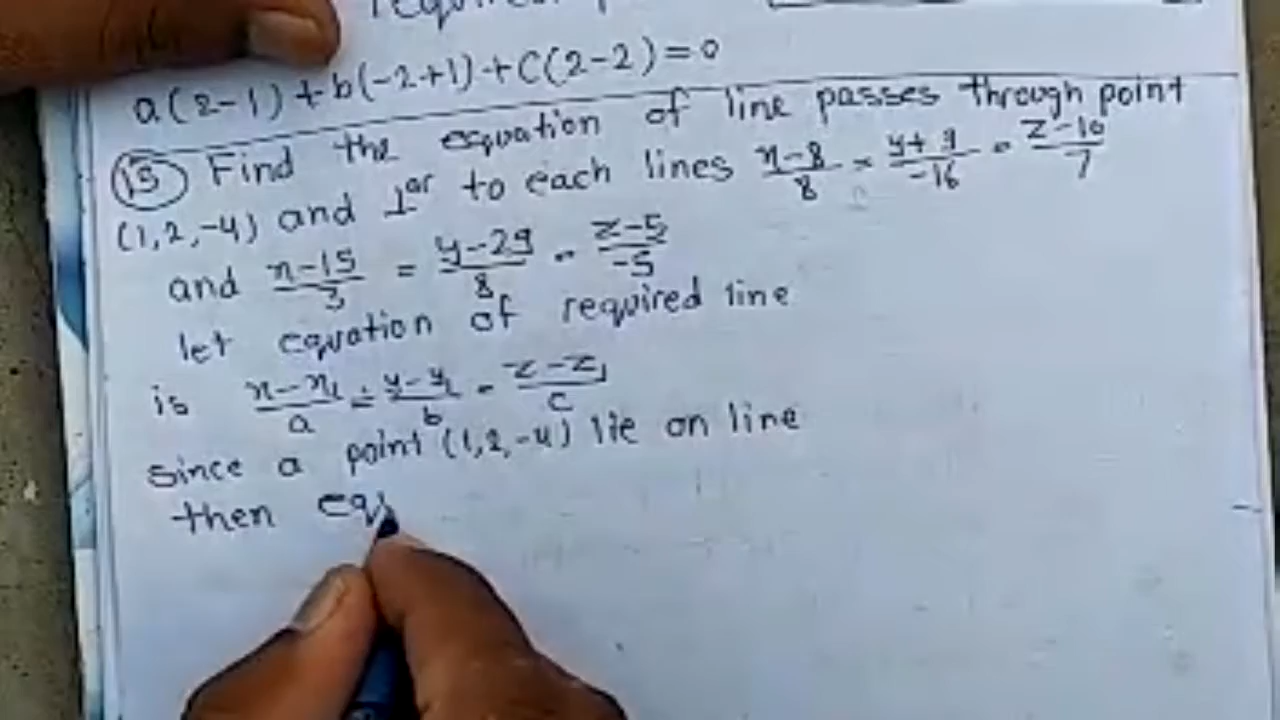 a(2-1)+b(-2+1)+C(2-2)=0
(15) Find the equation of line passes through point
(1,2,-4) and ⊥ar to each lines x-8/8 = y+9/-16 = z-10/7
and x-15/3 = y-29/8 = z-5/-5
let equation of required line
is x-x1/a = y-y1/b = z-z1/c
Since a point (1,2,-4) lie on line
then equ